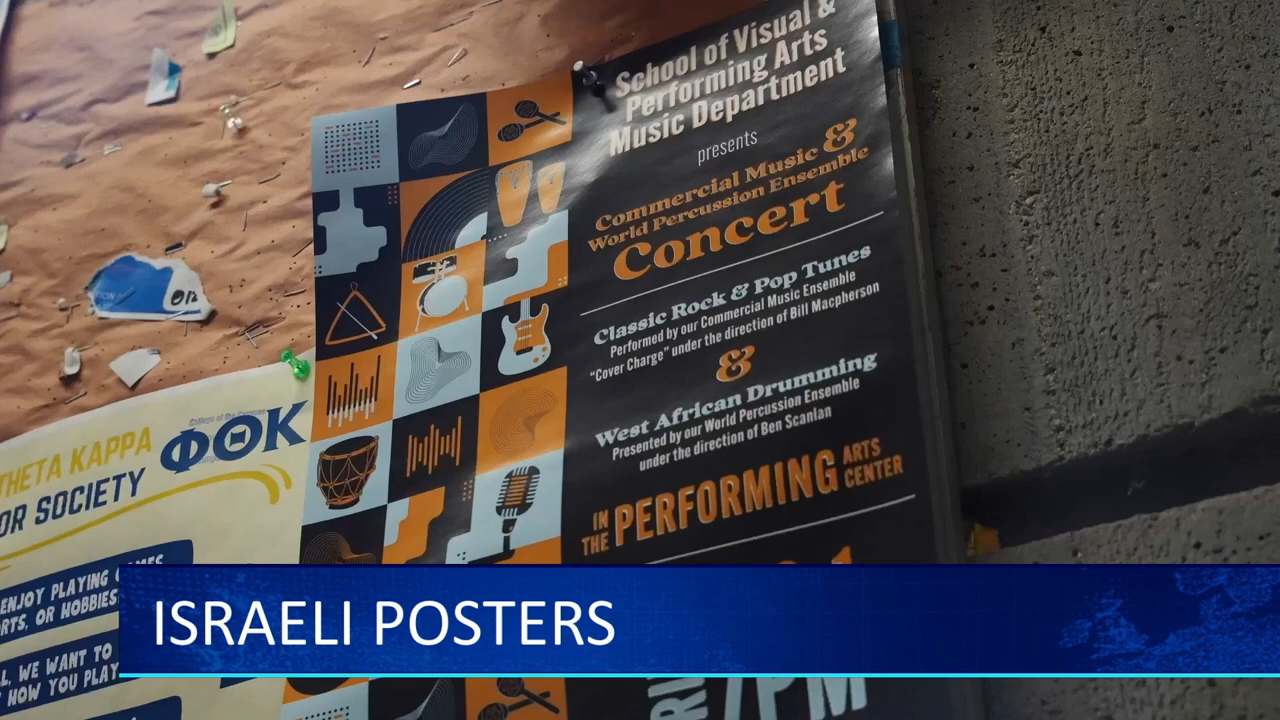 School of Visual &
Performing Arts
Music Department
presents
Commercial Music &
World Percussion Ensemble
Concert
Classic Rock & Pop Tunes
Performed by our Commercial Music Ensemble
"Cover Charge" under the direction of Bill Macpherson
&
West African Drumming
Presented by our World Percussion Ensemble
under the direction of Ben Scanlan
IN THE PERFORMING ARTS CENTER
7PM
THETA KAPPA
ΦΘΚ
OR SOCIETY
ENJOY PLAYING GAMES
RTS, OR HOBBIES
WE WANT TO
HOW YOU PLAY
ISRAELI POSTERS